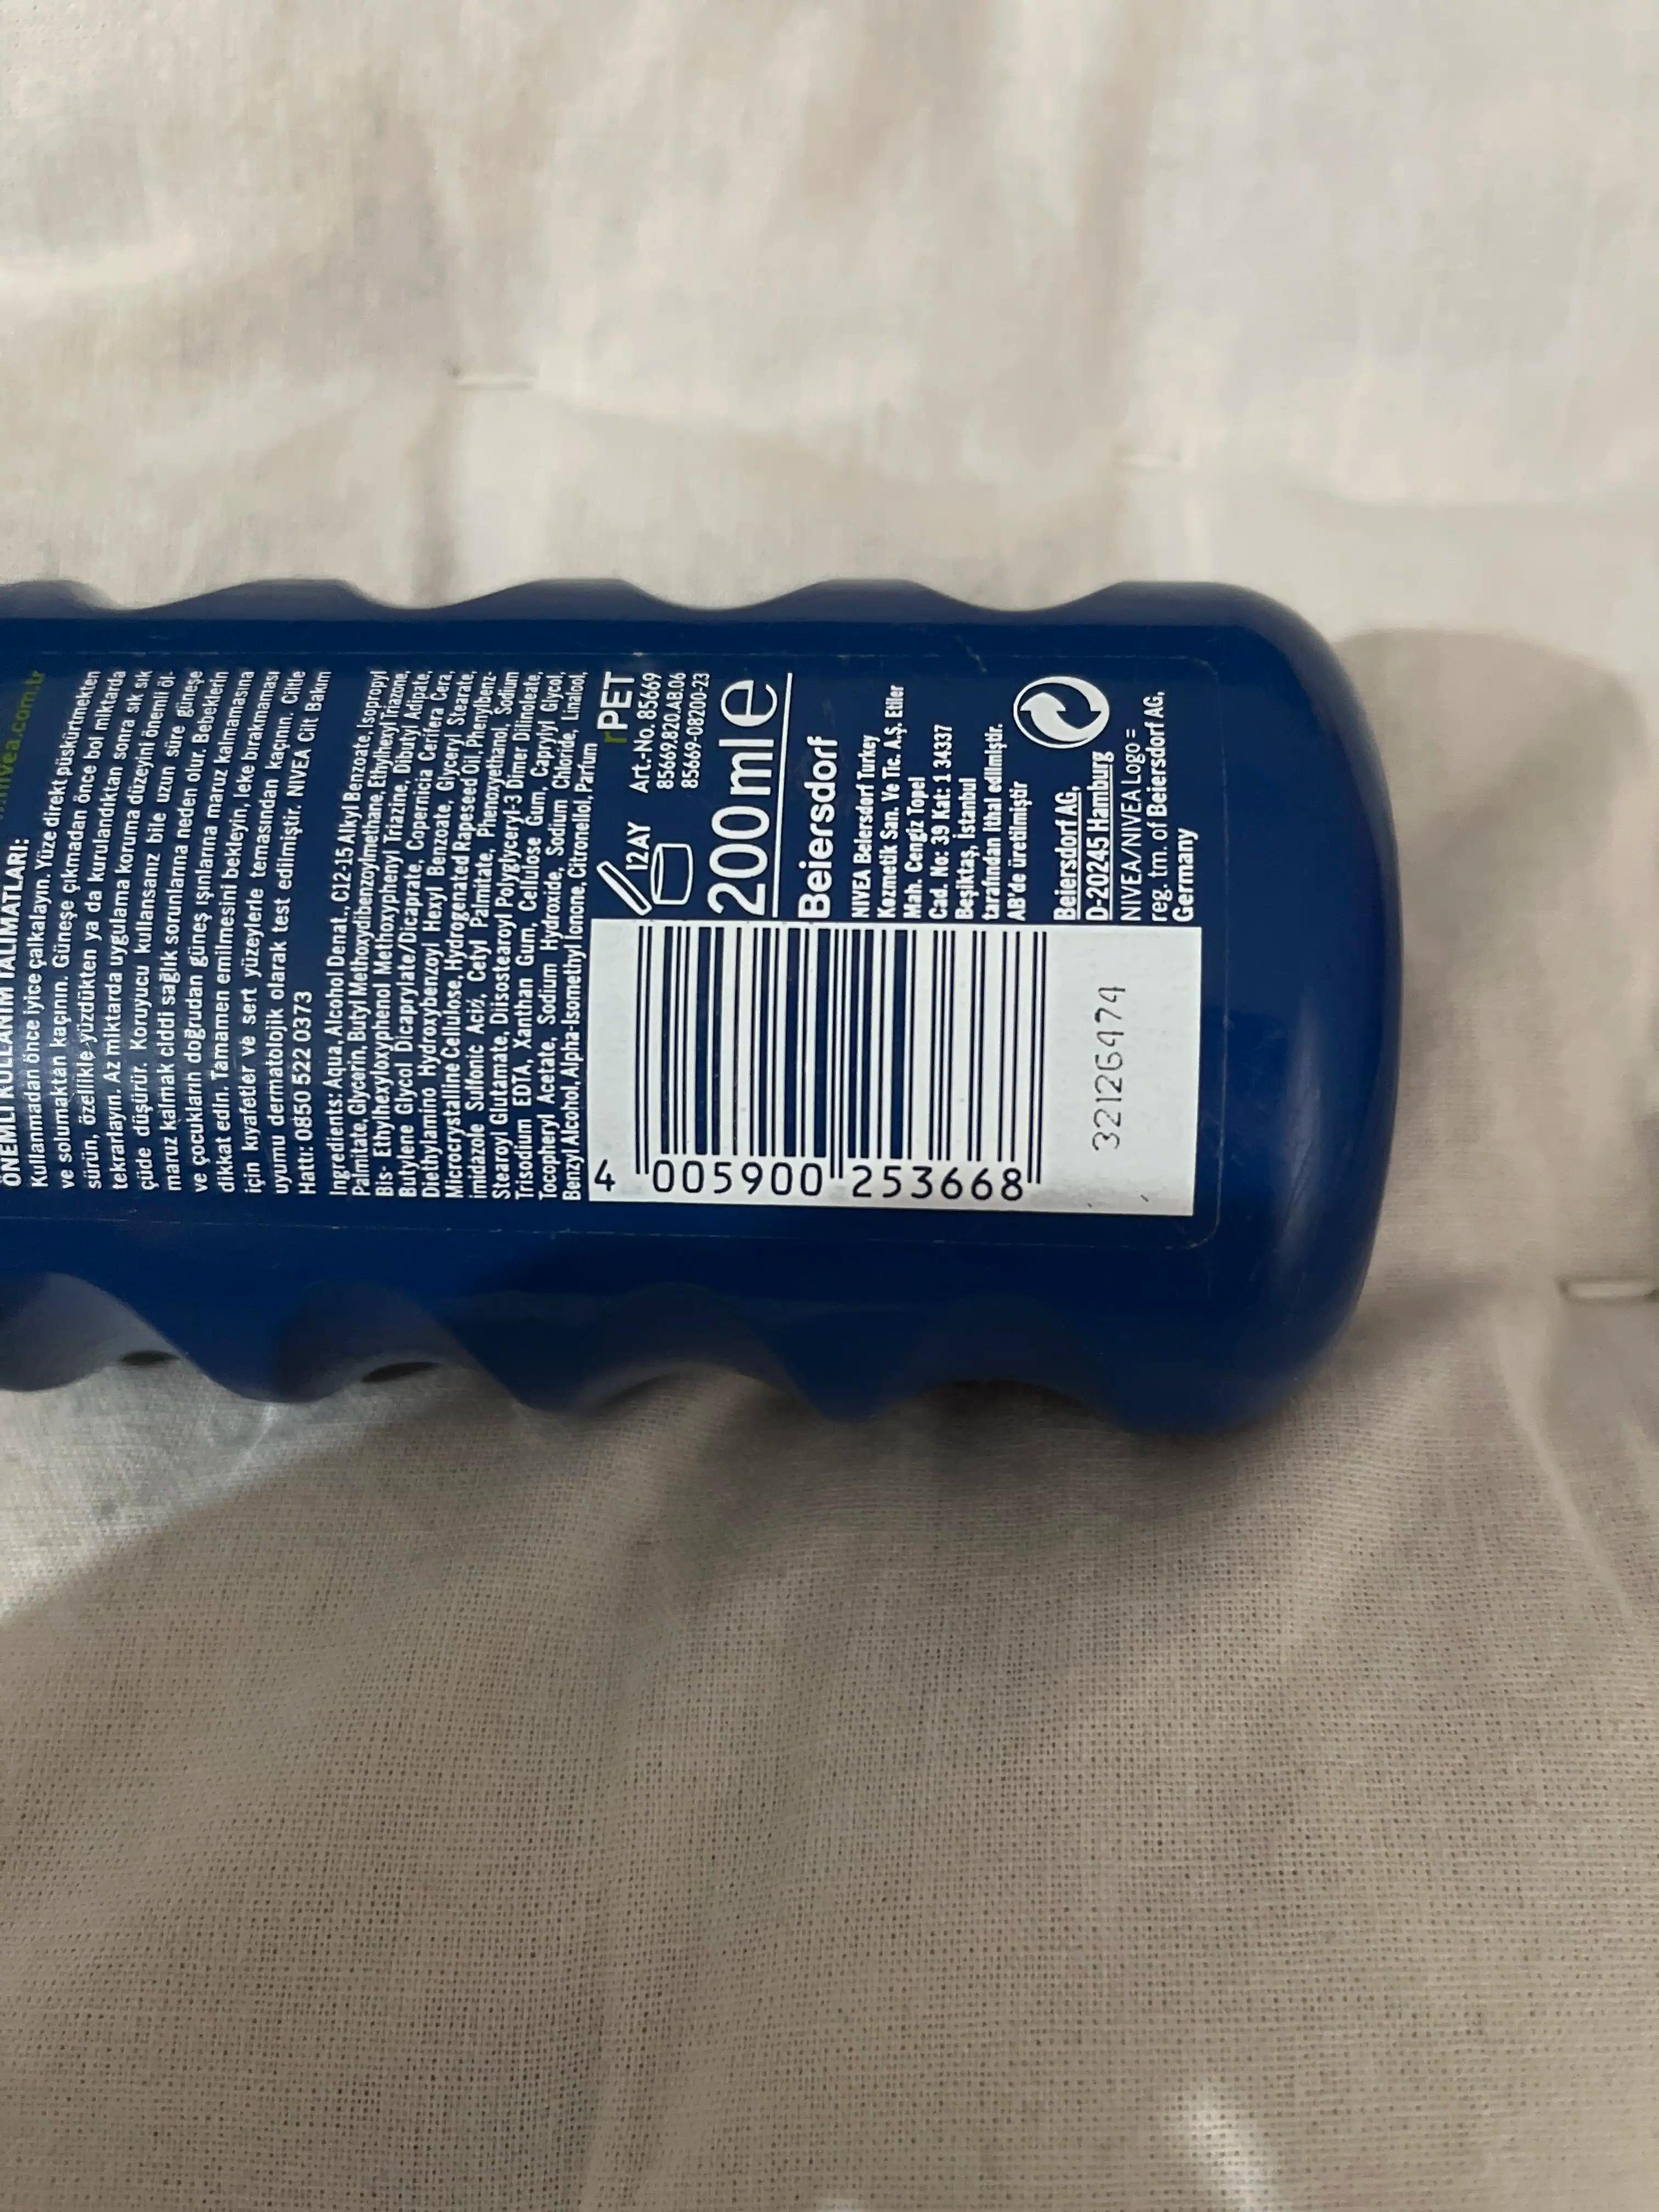 nivea.com.tr
ÖNEMLİ KULLANIM TALİMATLARI:
Kullanmadan önce iyice çalkalayın. Yüze direkt püskürtmekten
ve solumaktan kaçının. Güneşe çıkmadan önce bol miktarda
sürün, özellikle yüzdükten ya da kurulandıktan sonra sık sık
tekrarlayın. Az miktarda uygulama koruma düzeyini önemli öl-
çüde düşürür. Koruyucu kullansanız bile uzun süre güneşe
maruz kalmak ciddi sağlık sorunlarına neden olur. Bebeklerin
ve çocukların doğrudan güneş ışınlarına maruz kalmamasına
dikkat edin. Tamamen emilmesini bekleyin, leke bırakmaması
için kıyafetler ve sert yüzeylerle temasından kaçının. Ciltle
uyumu dermatolojik olarak test edilmiştir. NIVEA Cilt Bakım
Hattı: 0850 522 0373
Ingredients: Aqua, Alcohol Denat., C12-15 Alkyl Benzoate, Isopropyl
Palmitate, Glycerin, Butyl Methoxydibenzoylmethane, Ethylhexyl Triazone,
Bis- Ethylhexyloxyphenol Methoxyphenyl Triazine, Dibutyl Adipate,
Butylene Glycol Dicaprylate/Dicaprate, Copernicia Cerifera Cera,
Diethylamino Hydroxybenzoyl Hexyl Benzoate, Glyceryl Stearate,
Microcrystalline Cellulose, Hydrogenated Rapeseed Oil, Phenylbenz-
imidazole Sulfonic Acid, Cetyl Palmitate, Phenoxyethanol, Sodium
Stearoyl Glutamate, Diisostearoyl Polyglyceryl-3 Dimer Dilinoleate,
Trisodium EDTA, Xanthan Gum, Cellulose Gum, Caprylyl Glycol,
Tocopheryl Acetate, Sodium Hydroxide, Sodium Chloride, Linalool,
Benzyl Alcohol, Alpha-Isomethyl Ionone, Citronellol, Parfum
rPET
12AY
Art.-No. 85669
85669.820.AB.06
85669-08200-23
200 ml e
Beiersdorf
NIVEA Beiersdorf Turkey
Kozmetik San. Ve Tic. A.Ş. Etiler
Mah. Cengiz Topel
Cad. No: 39 Kat: 1 34337
Beşiktaş, İstanbul
tarafından ithal edilmiştir.
AB'de üretilmiştir
Beiersdorf AG,
D-20245 Hamburg
NIVEA/NIVEA Logo =
reg. tm. of Beiersdorf AG,
Germany
4 005900 253668
32126474